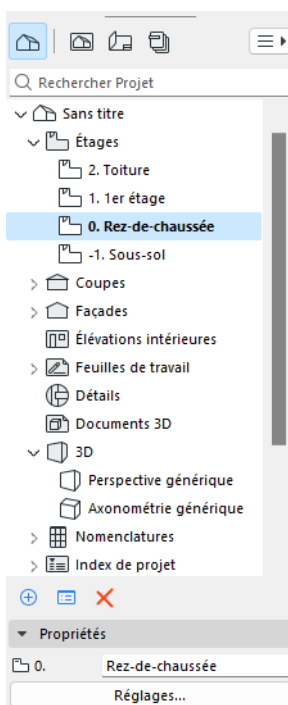 Rechercher Projet
Sans titre
Étages
2. Toiture
1. 1er étage
0. Rez-de-chaussée
-1. Sous-sol
Coupes
Façades
Élévations intérieures
Feuilles de travail
Détails
Documents 3D
3D
Perspective générique
Axonométrie générique
Nomenclatures
Index de projet
Propriétés
0. Rez-de-chaussée
Réglages...